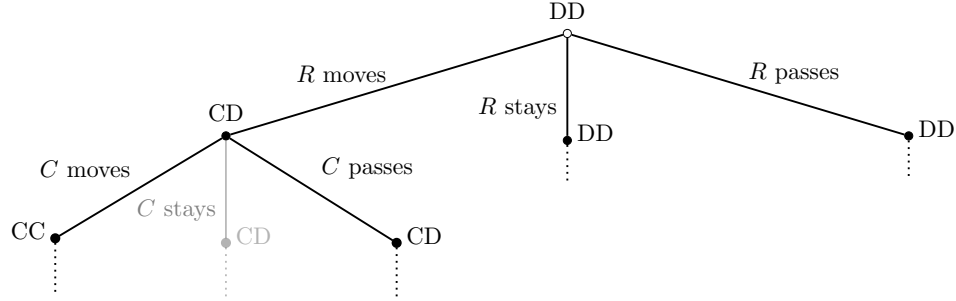 DD
R moves
R passes
R stays
CD
DD
DD
C moves
C passes
C stays
CC
CD
CD